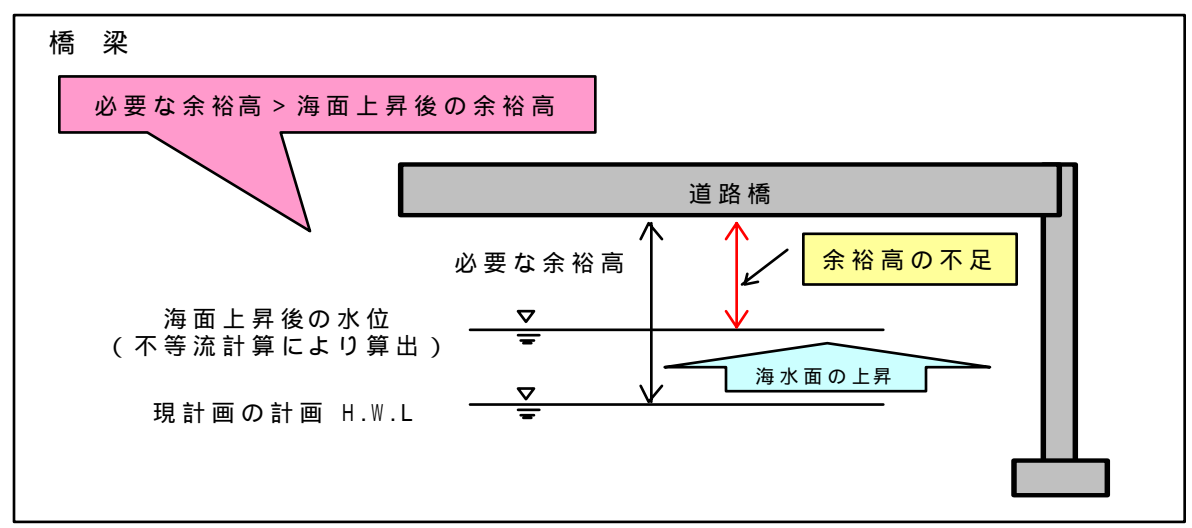 橋 梁
必要な余裕高>海面上昇後の余裕高
道路橋
必要な余裕高
余裕高の不足
海面上昇後の水位
(不等流計算により算出)
海水面の上昇
現計画の計画 H.W.L